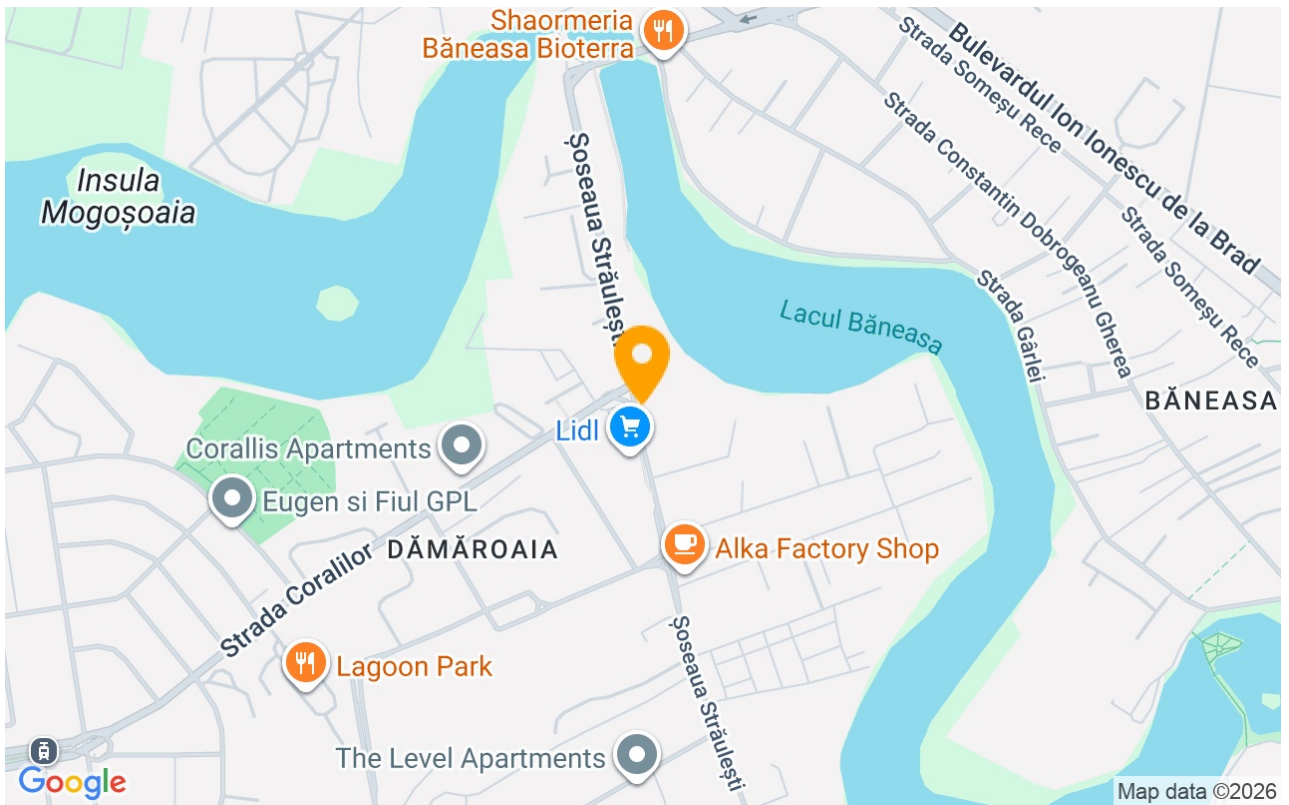 Shaormeria
Băneasa Bioterra
Bulevardul Ion Ionescu de la Brad
Strada Someșu Rece
Strada Constantin Dobrogeanu Gherea
Strada Someșu Rece
Insula
Mogoșoaia
Șoseaua Străulești
Lacul Băneasa
Strada Gârlei
BĂNEASA
Lidl
Corallis Apartments
Eugen si Fiul GPL
DĂMĂROAIA
Alka Factory Shop
Strada Coralilor
Lagoon Park
Șoseaua Străulești
The Level Apartments
Google
Map data ©2026